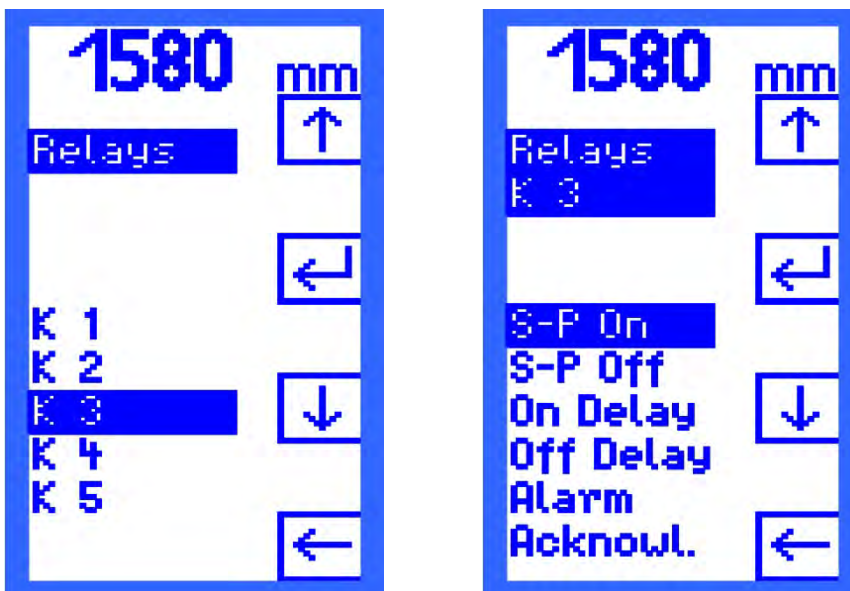 1580 mm
Relays
K 1
K 2
K 3
K 4
K 5
1580 mm
Relays
K 3
S-P On
S-P Off
On Delay
Off Delay
Alarm
Acknowl.